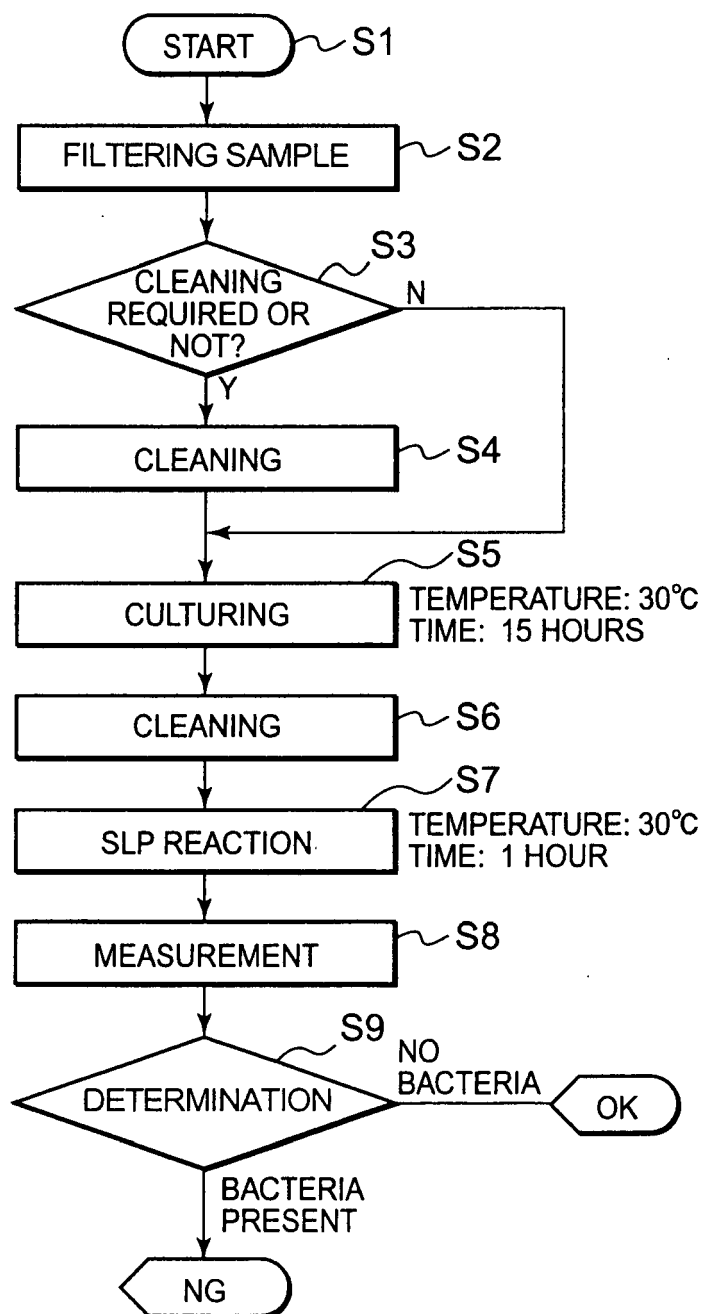 START
S1
FILTERING SAMPLE
S2
S3
CLEANING
REQUIRED OR
NOT?
N
Y
CLEANING
S4
S5
CULTURING
TEMPERATURE: 30°C
TIME: 15 HOURS
CLEANING
S6
S7
SLP REACTION
TEMPERATURE: 30°C
TIME: 1 HOUR
MEASUREMENT
S8
S9
DETERMINATION
NO
BACTERIA
OK
BACTERIA
PRESENT
NG